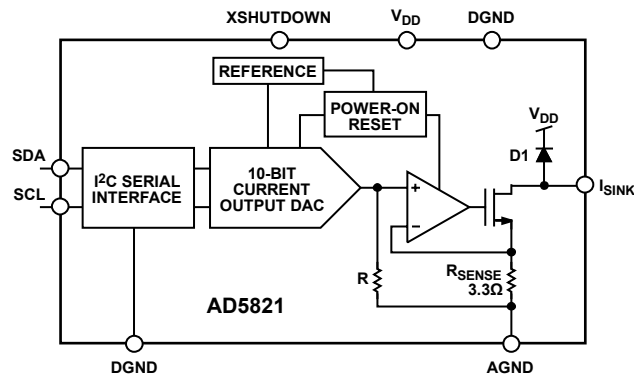 XSHUTDOWN
V_DD
DGND
REFERENCE
POWER-ON
RESET
V_DD
D1
SDA
SCL
I²C SERIAL
INTERFACE
10-BIT
CURRENT
OUTPUT DAC
+
–
I_SINK
R
R_SENSE
3.3Ω
AD5821
DGND
AGND